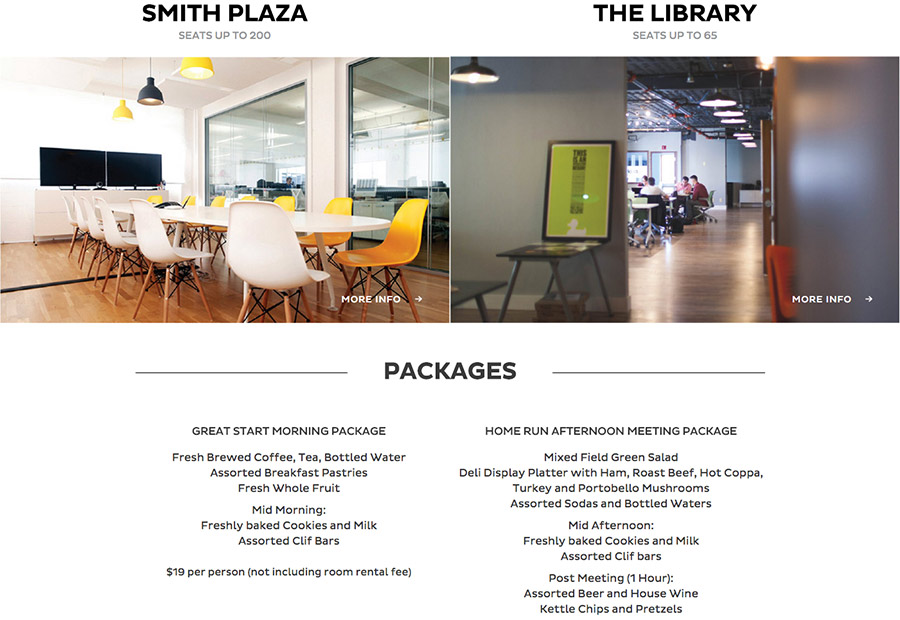 SMITH PLAZA
SEATS UP TO 200
THE LIBRARY
SEATS UP TO 65
THIS
IS AN
MORE INFO →
MORE INFO →
PACKAGES
GREAT START MORNING PACKAGE
Fresh Brewed Coffee, Tea, Bottled Water
Assorted Breakfast Pastries
Fresh Whole Fruit
Mid Morning:
Freshly baked Cookies and Milk
Assorted Clif Bars
$19 per person (not including room rental fee)
HOME RUN AFTERNOON MEETING PACKAGE
Mixed Field Green Salad
Deli Display Platter with Ham, Roast Beef, Hot Coppa,
Turkey and Portobello Mushrooms
Assorted Sodas and Bottled Waters
Mid Afternoon:
Freshly baked Cookies and Milk
Assorted Clif bars
Post Meeting (1 Hour):
Assorted Beer and House Wine
Kettle Chips and Pretzels